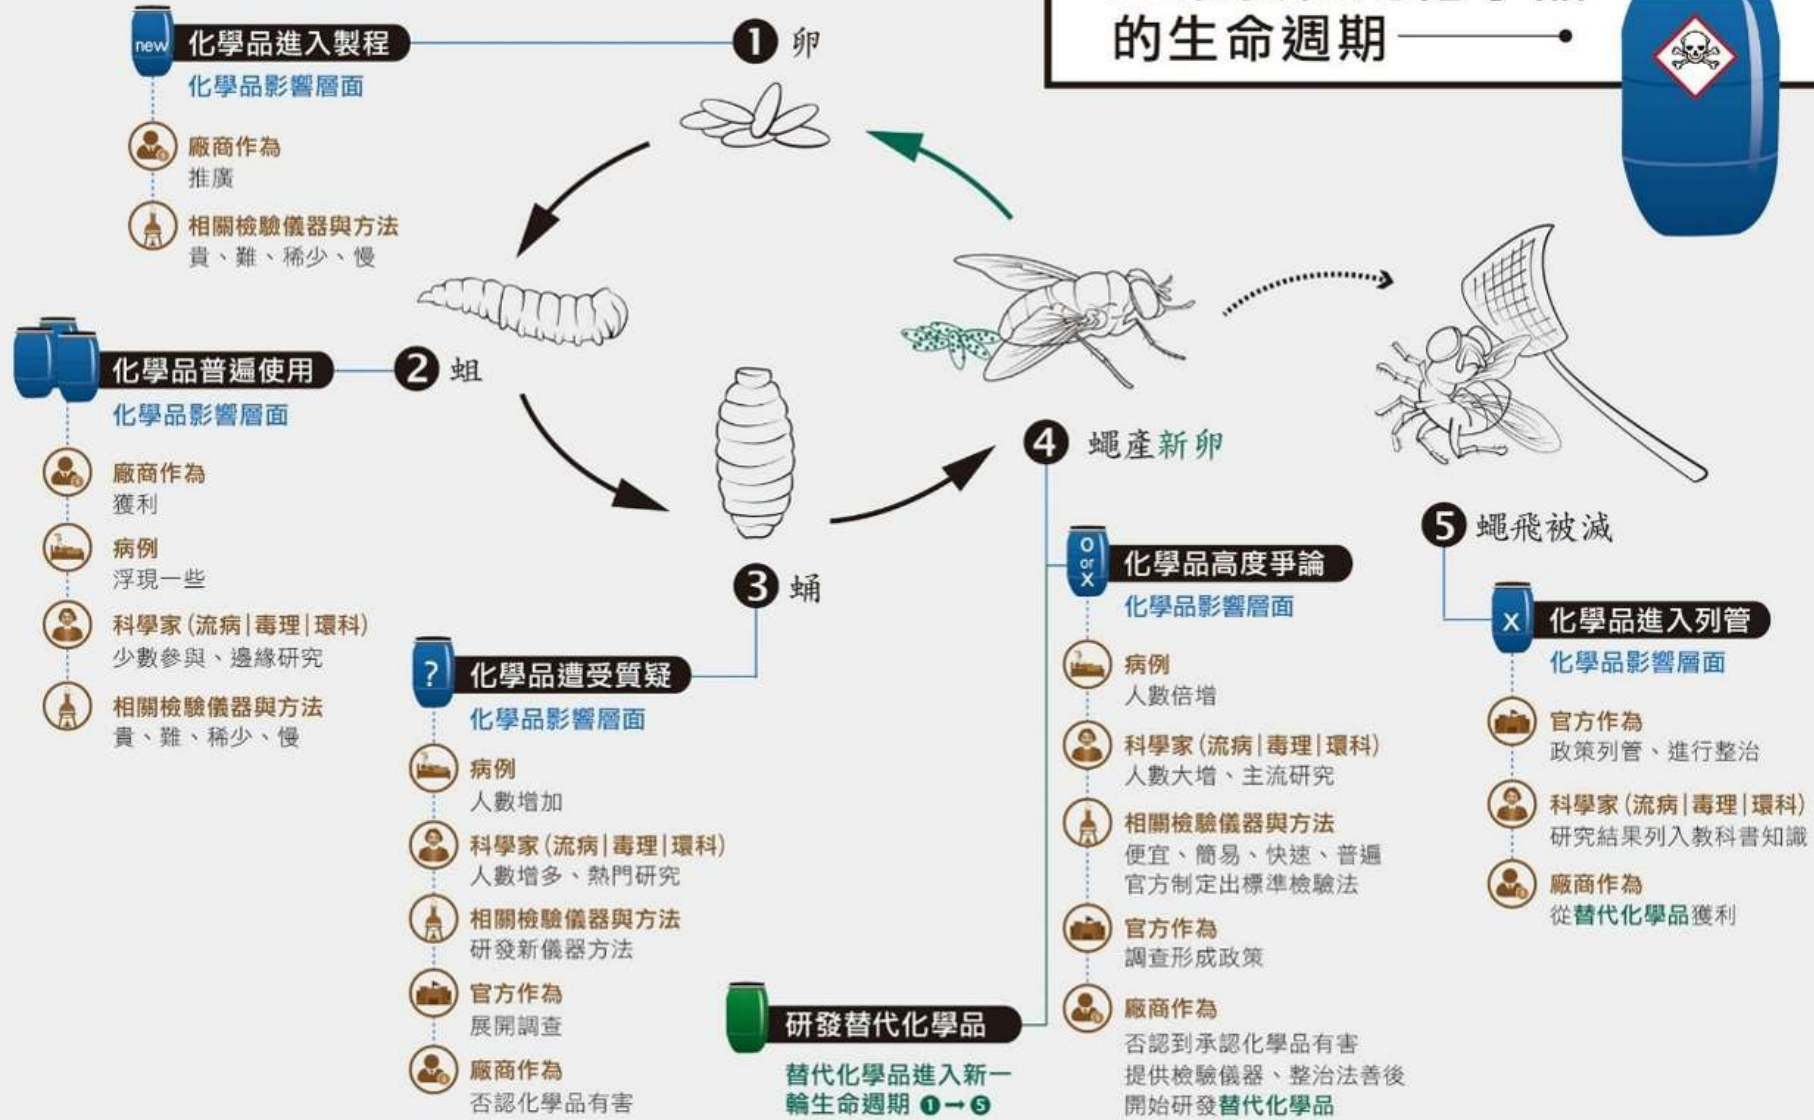 的生命週期
new
化學品進入製程
化學品影響層面
廠商作為
推廣
相關檢驗儀器與方法
貴、難、稀少、慢
1 卵
化學品普遍使用
化學品影響層面
廠商作為
獲利
病例
浮現一些
科學家(流病|毒理|環科)
少數參與、邊緣研究
相關檢驗儀器與方法
貴、難、稀少、慢
2 蛆
3 蛹
?
化學品遭受質疑
化學品影響層面
病例
人數增加
科學家(流病|毒理|環科)
人數增多、熱門研究
相關檢驗儀器與方法
研發新儀器方法
官方作為
展開調查
廠商作為
否認化學品有害
4 蠅產新卵
O
or
X
化學品高度爭論
化學品影響層面
病例
人數倍增
科學家(流病|毒理|環科)
人數大增、主流研究
相關檢驗儀器與方法
便宜、簡易、快速、普遍
官方制定出標準檢驗法
官方作為
調查形成政策
廠商作為
否認到承認化學品有害
提供檢驗儀器、整治法善後
開始研發替代化學品
研發替代化學品
替代化學品進入新一
輪生命週期 1→5
5 蠅飛被滅
X
化學品進入列管
化學品影響層面
官方作為
政策列管、進行整治
科學家(流病|毒理|環科)
研究結果列入教科書知識
廠商作為
從替代化學品獲利